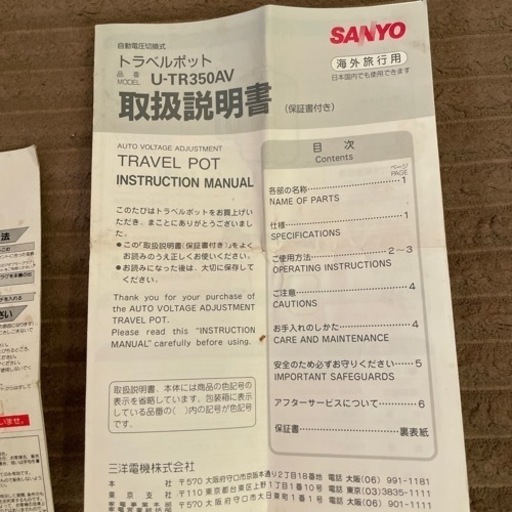 自動電圧切換式
トラベルポット
品番
MODEL U-TR350AV
取扱説明書
(保証書付き)
SANYO
海外旅行用
日本国内でも使用できます
AUTO VOLTAGE ADJUSTMENT
TRAVEL POT
INSTRUCTION MANUAL
このたびはトラベルポットをお買上げい
ただき、まことにありがとうございまし
た。
●この「取扱説明書(保証書付き)」をよく
お読みのうえ正しくお使いください。
●お読みになった後は、大切に保存して
ください。
Thank you for your purchase of
the AUTO VOLTAGE ADJUSTMENT
TRAVEL POT.
Please read this "INSTRUCTION
MANUAL" carefully before using.
取扱説明書、本体には商品の色記号の
表示を省略しています。包装箱に表示
している品番の( )内の記号が色記号
です。
目次
Contents
ページ
PAGE
各部の名称 1
NAME OF PARTS
仕様 1
SPECIFICATIONS
ご使用方法 2~3
OPERATING INSTRUCTIONS
ご注意 4
CAUTIONS
お手入れのしかた 4
CARE AND MAINTENANCE
安全のため必ずお守りください 5
IMPORTANT SAFEGUARDS
アフターサービスについて 6
保証書 裏表紙
三洋電機株式会社
本社 〒570 大阪府守口市京阪本通り2丁目18番地 電話 大阪(06) 991-1181
東京支社 〒110 東京都台東区上野1丁目1番10号 電話 東京(03)3835-1111
〒570 大阪府守口市大日東町1番1号 電話 大阪(06) 901-1111
法
さい
いませ。